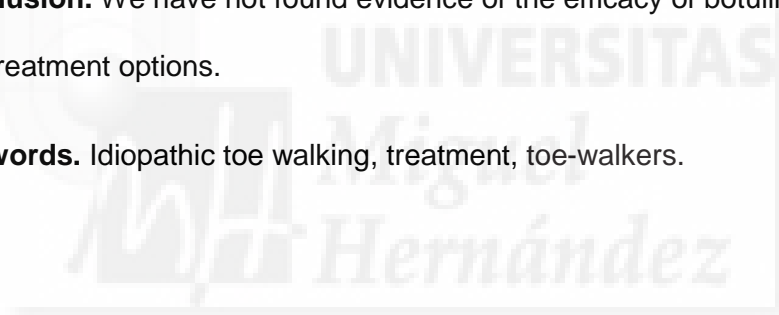 lusion. We have not found evidence of the efficacy of botuli
reatment options.
UNIVERSITAS
words. Idiopathic toe walking, treatment, toe-walkers.
Miguel
Hernández